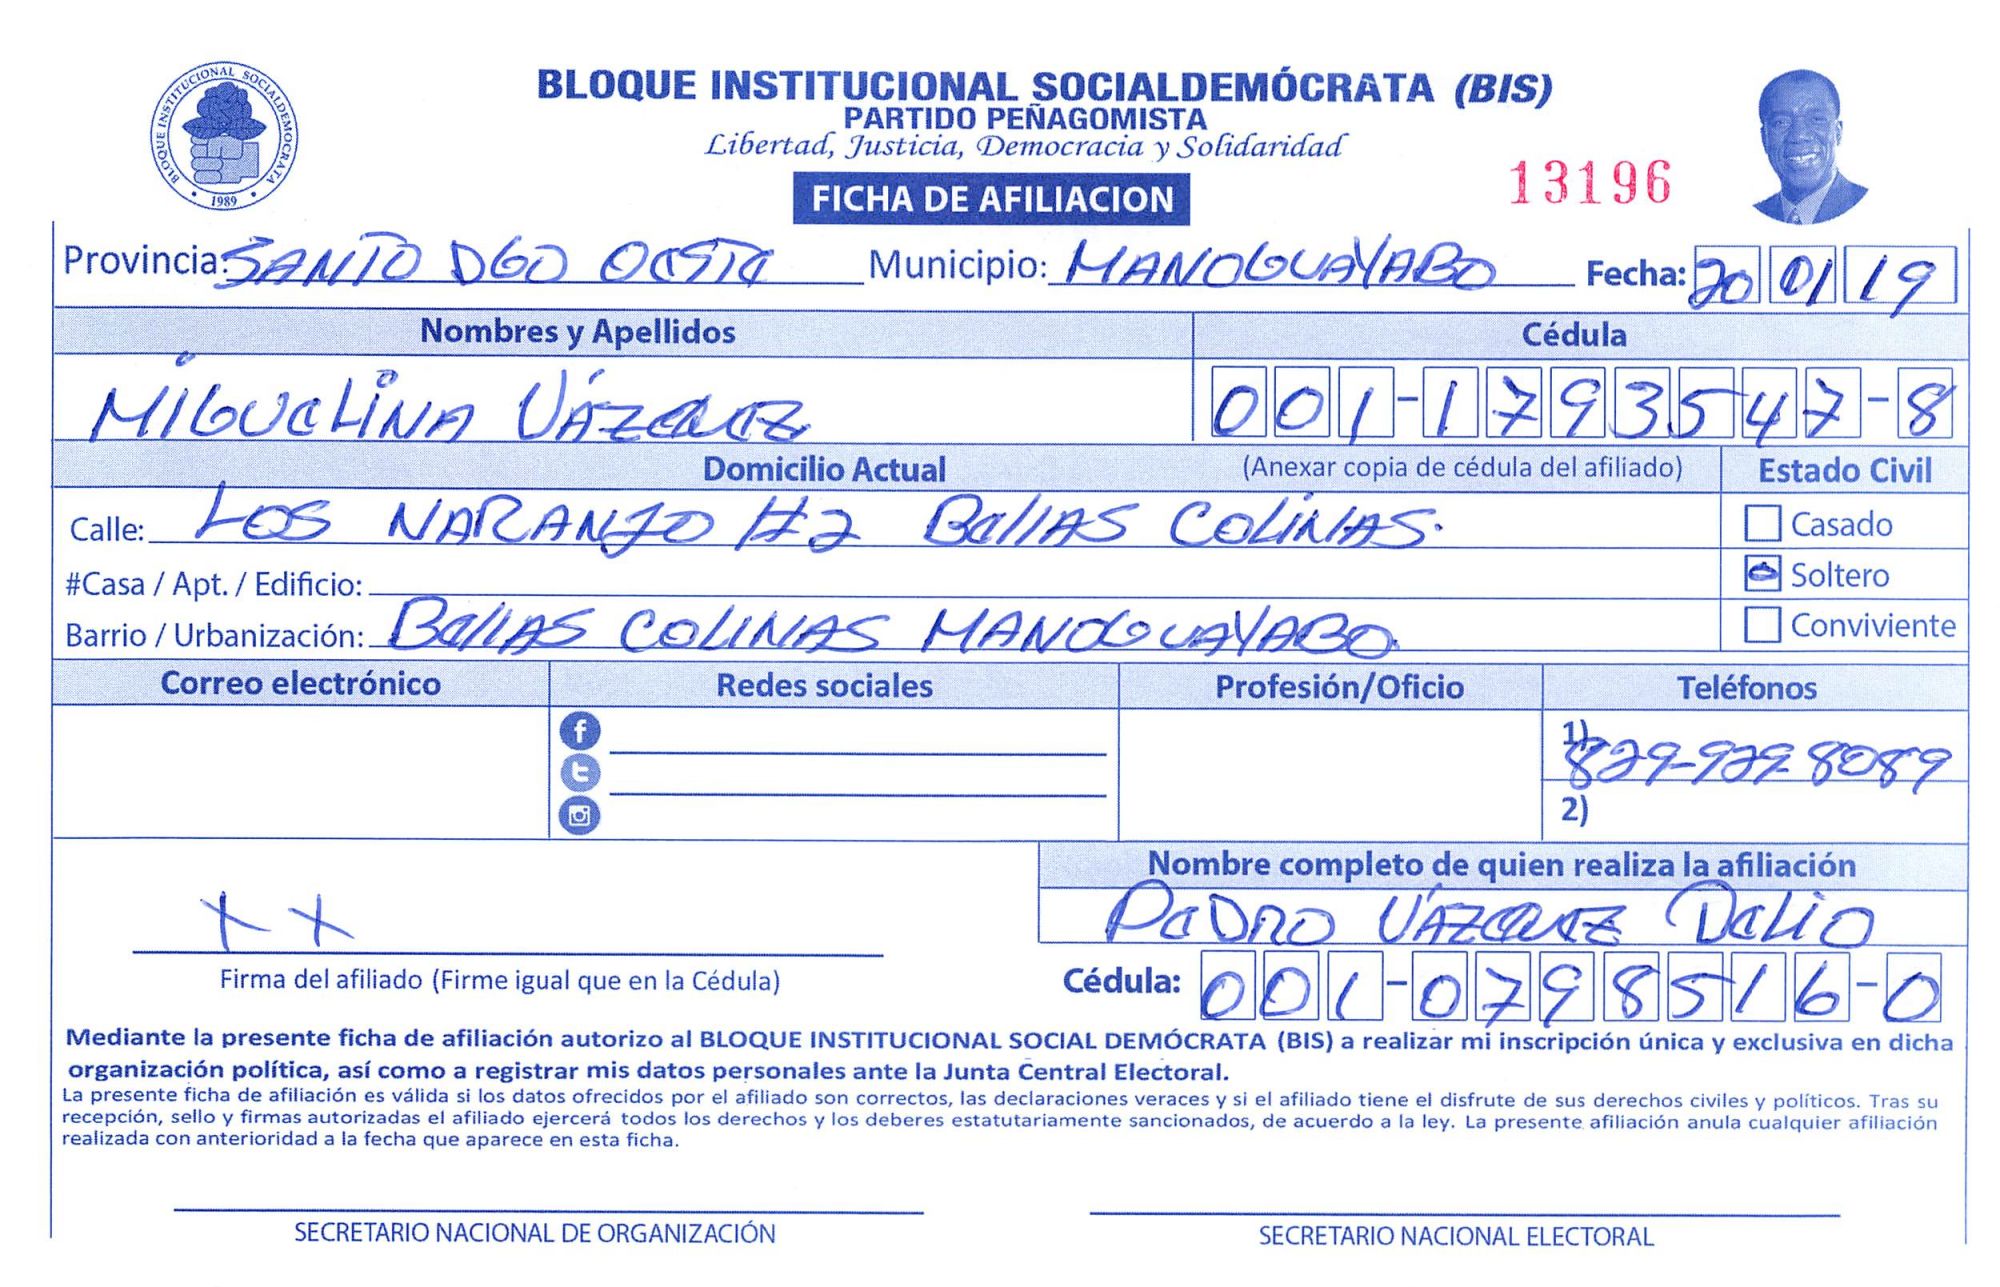 BLOQUE INSTITUCIONAL SOCIALDEMOCRATA
1989
BLOQUE INSTITUCIONAL SOCIALDEMÓCRATA (BIS)
PARTIDO PEÑAGOMISTA
Libertad, Justicia, Democracia y Solidaridad
FICHA DE AFILIACION
13196
Provincia: SANTO DGO OESTE Municipio: MANOGUAYABO Fecha: 20 01 19
Nombres y Apellidos Cédula
MIGUELINA VÁZQUEZ 001-1793547-8
Domicilio Actual (Anexar copia de cédula del afiliado) Estado Civil
Calle: LOS NARANJO #2 BELLAS COLINAS. Casado
#Casa / Apt. / Edificio: Soltero
Barrio / Urbanización: BELLAS COLINAS MANOGUAYABO. Conviviente
Correo electrónico Redes sociales Profesión/Oficio Teléfonos
1) 829-929 8089
2)
Nombre completo de quien realiza la afiliación
PEDRO VÁZQUEZ DELIO
X X
Firma del afiliado (Firme igual que en la Cédula) Cédula: 001-0798516-0
Mediante la presente ficha de afiliación autorizo al BLOQUE INSTITUCIONAL SOCIAL DEMÓCRATA (BIS) a realizar mi inscripción única y exclusiva en dicha
organización política, así como a registrar mis datos personales ante la Junta Central Electoral.
La presente ficha de afiliación es válida si los datos ofrecidos por el afiliado son correctos, las declaraciones veraces y si el afiliado tiene el disfrute de sus derechos civiles y políticos. Tras su
recepción, sello y firmas autorizadas el afiliado ejercerá todos los derechos y los deberes estatutariamente sancionados, de acuerdo a la ley. La presente afiliación anula cualquier afiliación
realizada con anterioridad a la fecha que aparece en esta ficha.
SECRETARIO NACIONAL DE ORGANIZACIÓN SECRETARIO NACIONAL ELECTORAL